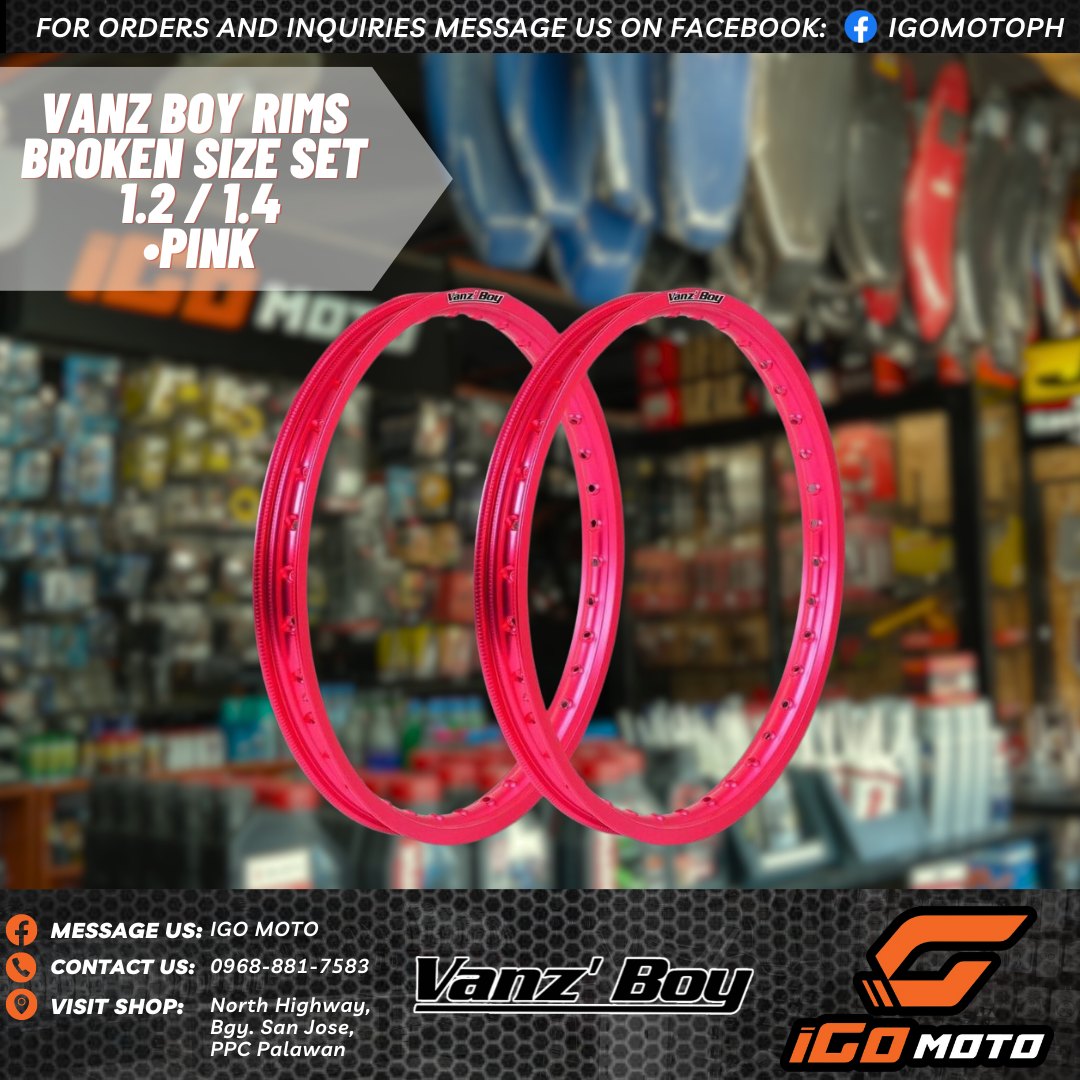 FOR ORDERS AND INQUIRIES MESSAGE US ON FACEBOOK: IGOMOTOPH
VANZ BOY RIMS
BROKEN SIZE SET
1.2 / 1.4
•PINK
iGO MOTO
Vanz' Boy
Vanz' Boy
MESSAGE US: IGO MOTO
CONTACT US: 0968-881-7583
VISIT SHOP: North Highway,
Bgy. San Jose,
PPC Palawan
Vanz' Boy
iGO MOTO